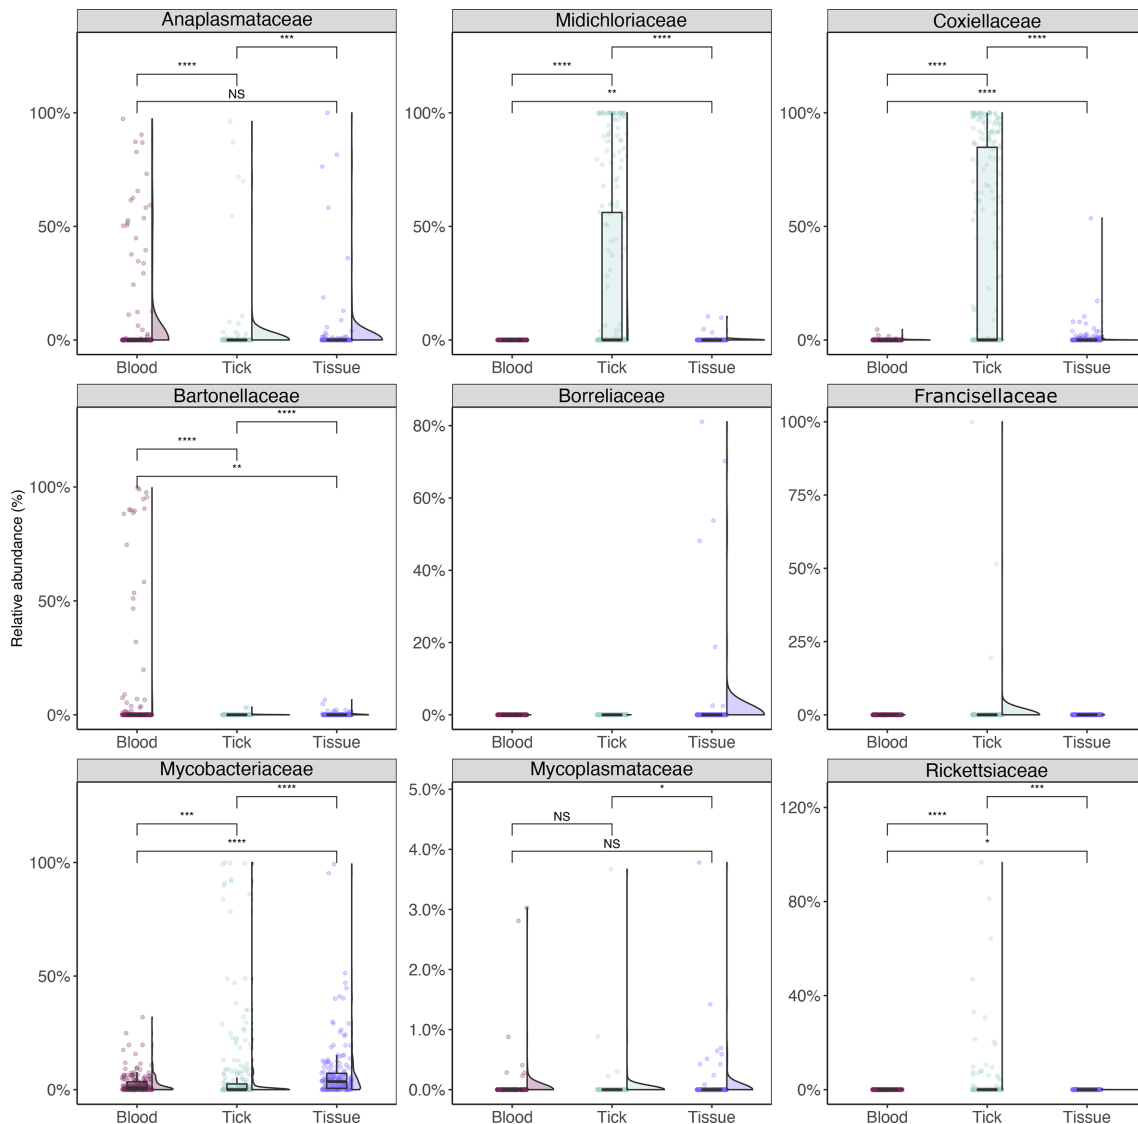 Anaplasmataceae
Midichloriaceae
Coxiellaceae
***
****
NS
100%
50%
0%
Blood Tick Tissue
****
****
**
100%
50%
0%
Blood Tick Tissue
****
****
****
100%
50%
0%
Blood Tick Tissue
Bartonellaceae
Borreliaceae
Francisellaceae
Relative abundance (%)
****
****
**
100%
50%
0%
Blood Tick Tissue
80%
60%
40%
20%
0%
Blood Tick Tissue
100%
75%
50%
25%
0%
Blood Tick Tissue
Mycobacteriaceae
Mycoplasmataceae
Rickettsiaceae
****
***
****
100%
50%
0%
Blood Tick Tissue
*
NS
NS
5.0%
4.0%
3.0%
2.0%
1.0%
0.0%
Blood Tick Tissue
***
****
*
120%
80%
40%
0%
Blood Tick Tissue